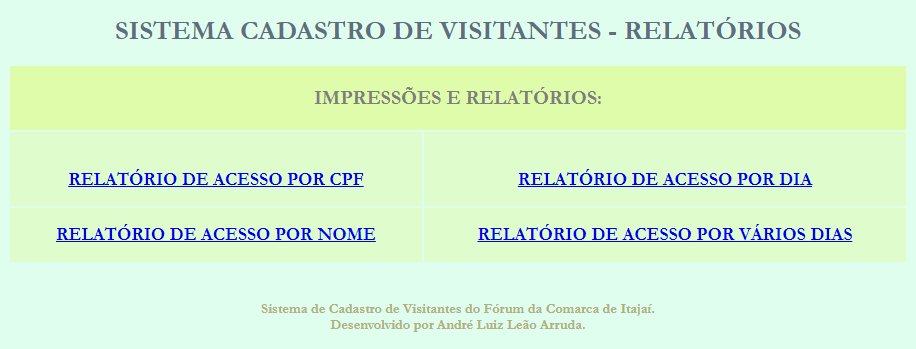 SISTEMA CADASTRO DE VISITANTES - RELATÓRIOS
IMPRESSÕES E RELATÓRIOS:
RELATÓRIO DE ACESSO POR CPF
RELATÓRIO DE ACESSO POR DIA
RELATÓRIO DE ACESSO POR NOME
RELATÓRIO DE ACESSO POR VÁRIOS DIAS
Sistema de Cadastro de Visitantes do Fórum da Comarca de Itajaí.
Desenvolvido por André Luiz Leão Arruda.